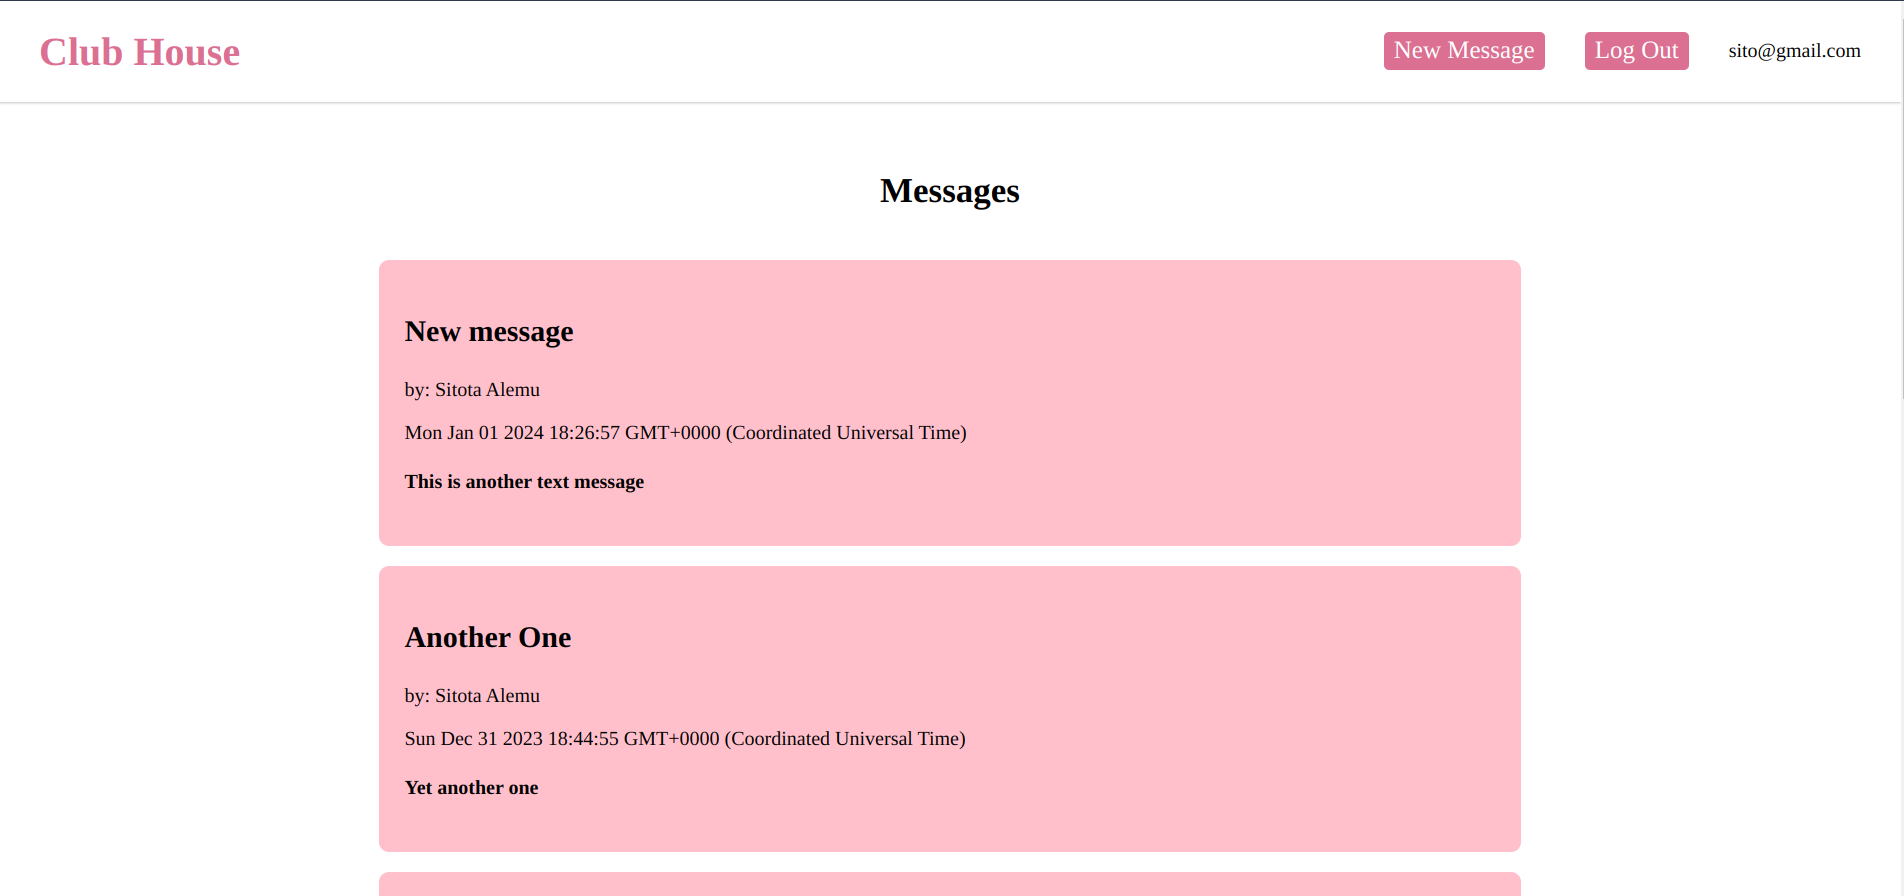 Club House
New Message
Log Out
sito@gmail.com
Messages
New message
by: Sitota Alemu
Mon Jan 01 2024 18:26:57 GMT+0000 (Coordinated Universal Time)
This is another text message
Another One
by: Sitota Alemu
Sun Dec 31 2023 18:44:55 GMT+0000 (Coordinated Universal Time)
Yet another one